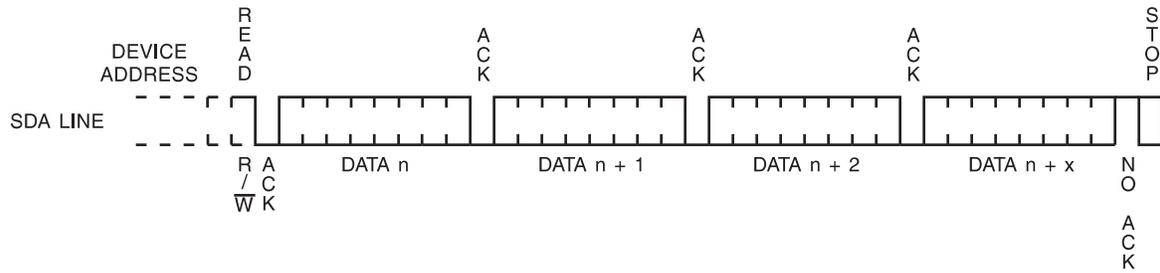 READ
ACK
ACK
ACK
STOP
DEVICE
ADDRESS
SDA LINE
R/W
ACK
DATA n
DATA n + 1
DATA n + 2
DATA n + x
NO ACK